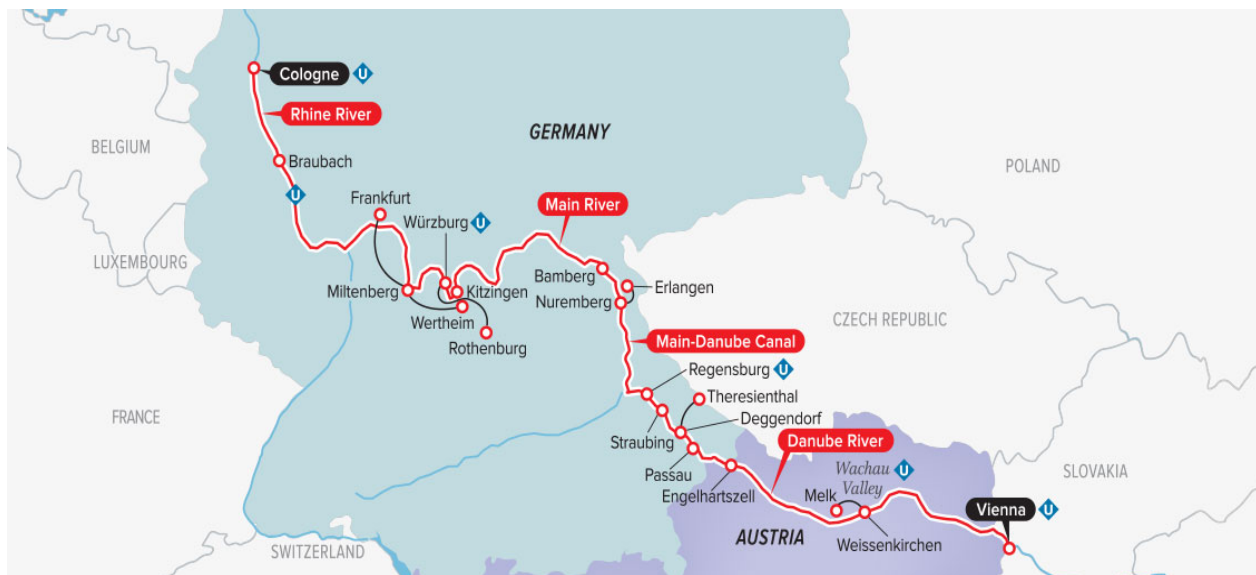 Cologne U
Rhine River
GERMANY
BELGIUM
POLAND
Braubach
U
Frankfurt
Main River
Würzburg U
LUXEMBOURG
Bamberg
Erlangen
Miltenberg
Kitzingen
Nuremberg
Wertheim
CZECH REPUBLIC
Main-Danube Canal
Rothenburg
Regensburg U
Theresienthal
FRANCE
Deggendorf
Straubing
Danube River
Passau
Wachau U
Valley
SLOVAKIA
Engelhartszell
Melk
Vienna U
AUSTRIA
Weissenkirchen
SWITZERLAND